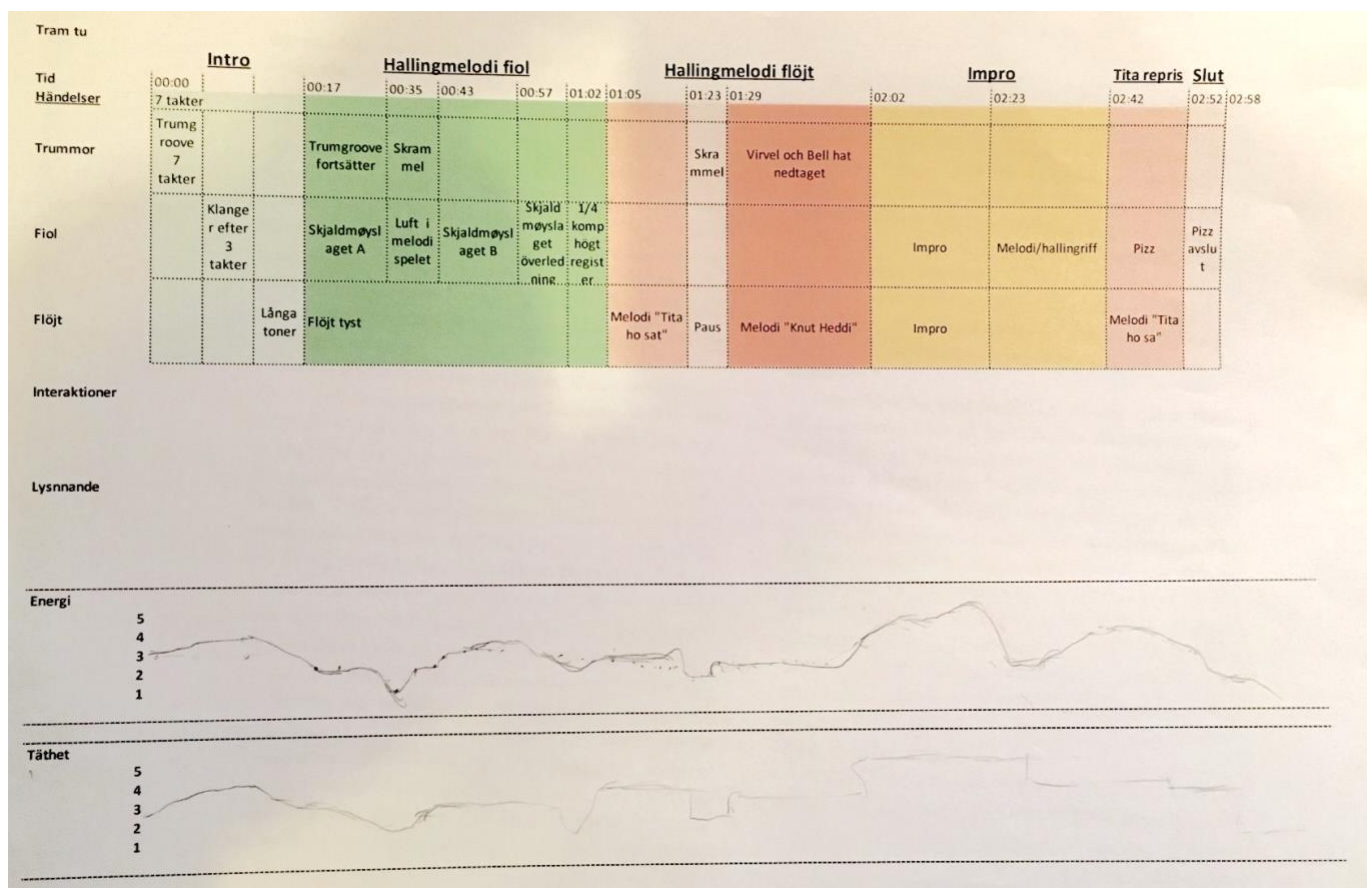 Tram tu
Intro
Hallingmelodi fiol
Hallingmelodi flöjt
Impro
Tita repris
Slut
Tid
00:00
00:17
00:35
00:43
00:57
01:02
01:05
01:23
01:29
02:02
02:23
02:42
02:52
02:58
Händelser
7 takter
Trummor
Trumg
roove
7
takter
Trumgroove
fortsätter
Skram
mel
Skra
mmel
Virvel och Bell hat
nedtaget
Fiol
Klange
r efter
3
takter
Skjaldmøysl
aget A
Luft i
melodi
spelet
Skjaldmøysl
aget B
Skjald
møysla
get
överled
ning
1/4
komp
högt
regist
er
Impro
Melodi/hallingriff
Pizz
Pizz
avslu
t
Flöjt
Långa
toner
Flöjt tyst
Melodi "Tita
ho sat"
Paus
Melodi "Knut Heddi"
Impro
Melodi "Tita
ho sa"
Interaktioner
Lysnnande
Energi
5
4
3
2
1
Täthet
5
4
3
2
1